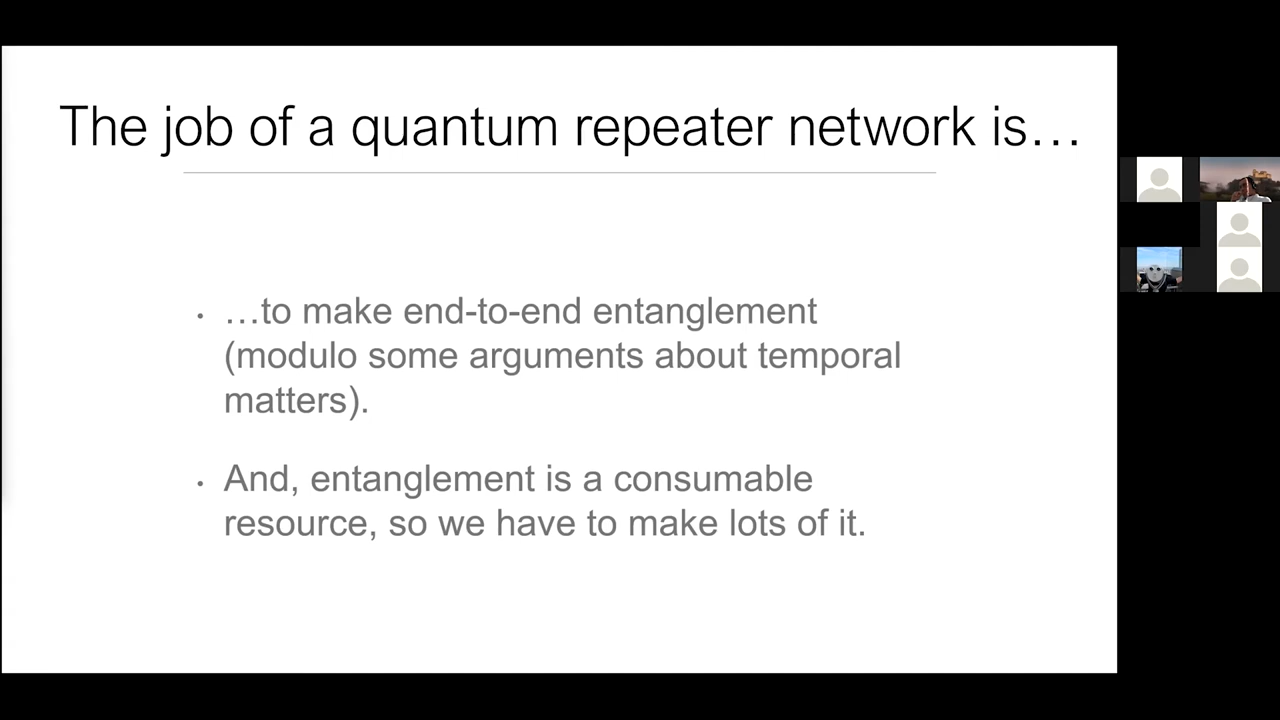 The job of a quantum repeater network is…
• …to make end-to-end entanglement
(modulo some arguments about temporal
matters).
• And, entanglement is a consumable
resource, so we have to make lots of it.